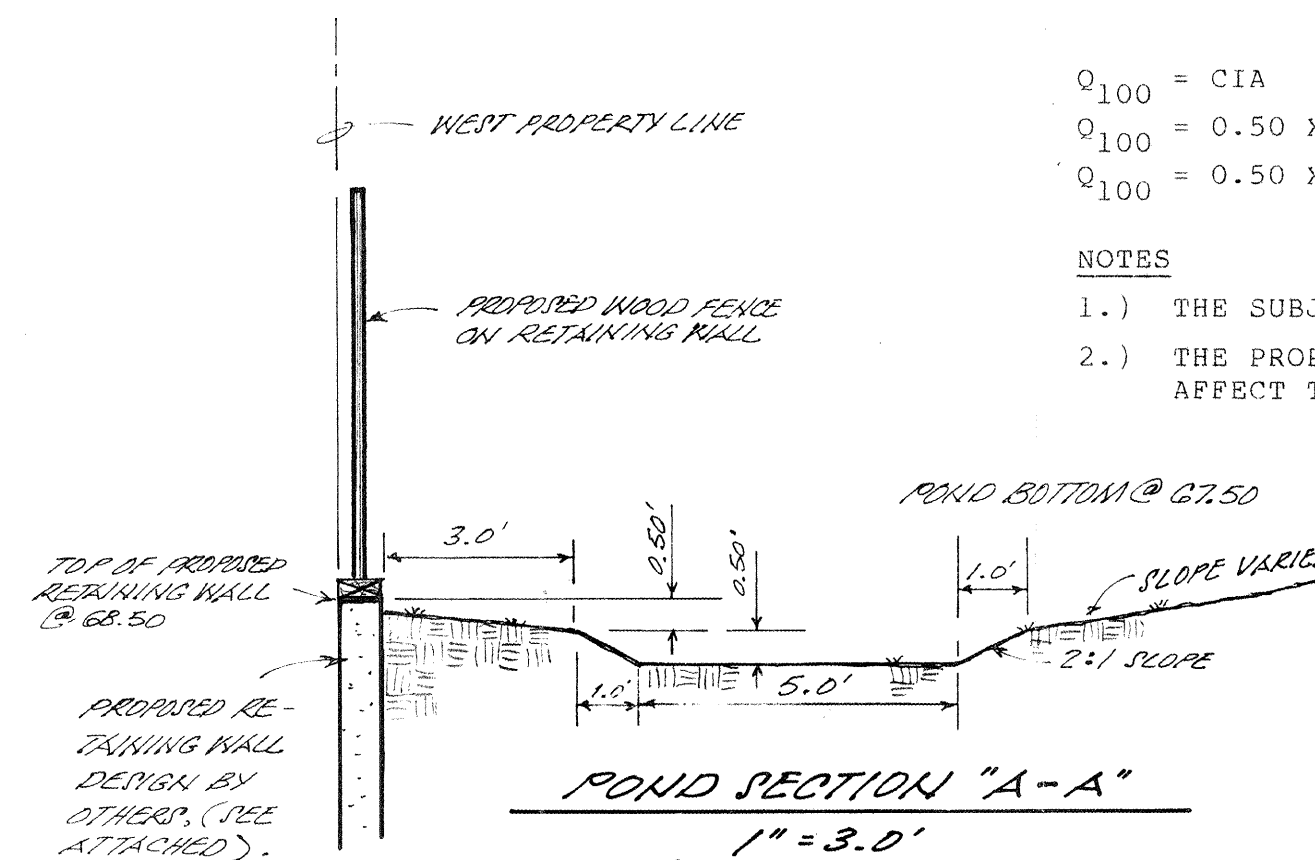 Q100 = CIA
Q100 = 0.50 X
Q100 = 0.50 X
NOTES
1.) THE SUBJ
2.) THE PROP
AFFECT T
WEST PROPERTY LINE
PROPOSED WOOD FENCE
ON RETAINING WALL
POND BOTTOM @ 67.50
3.0'
0.50'
0.50'
1.0'
SLOPE VARIES
TOP OF PROPOSED
RETAINING WALL
@ 68.50
2:1 SLOPE
1.0'
5.0'
PROPOSED RE-
TAINING WALL
DESIGN BY
OTHERS, (SEE
ATTACHED).
POND SECTION "A-A"
1" = 3.0'